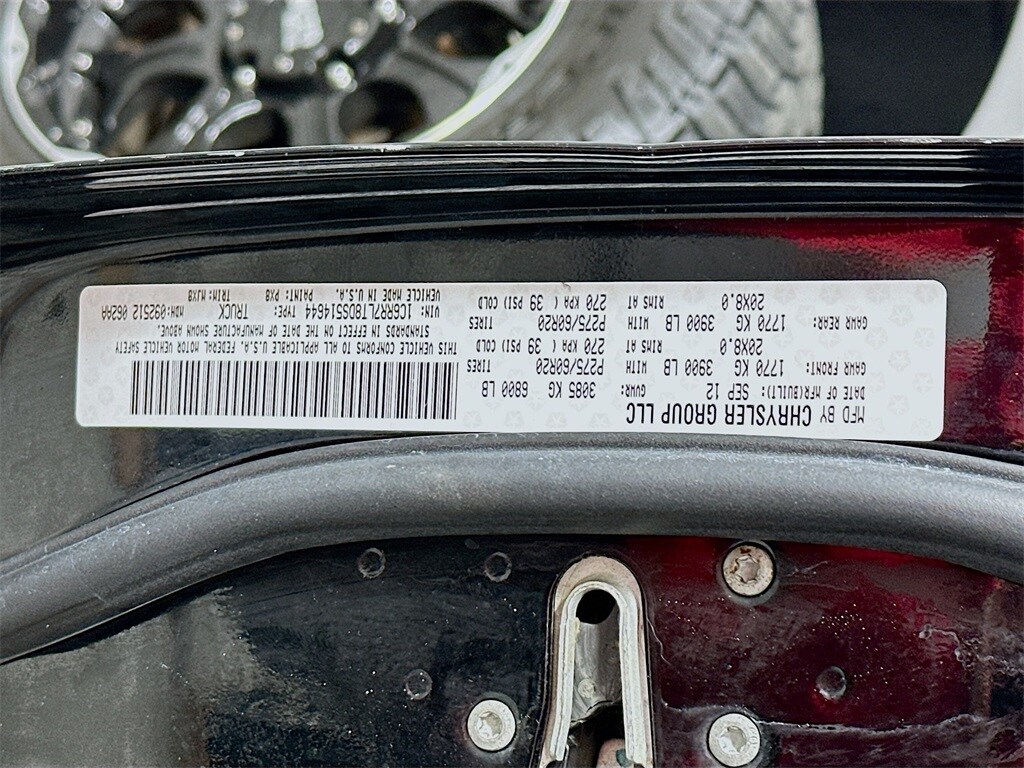 MFD BY CHRYSLER GROUP LLC
DATE OF MFR(BUILT): SEP 12 GVWR: 3085 KG 6800 LB
GAWR FRONT: 1770 KG 3900 LB WITH P275/60R20 TIRES
20X8.0 RIMS AT 270 KPA ( 39 PSI) COLD
GAWR REAR: 1770 KG 3900 LB WITH P275/60R20 TIRES
20X8.0 RIMS AT 270 KPA ( 39 PSI) COLD
THIS VEHICLE CONFORMS TO ALL APPLICABLE U.S.A. FEDERAL MOTOR VEHICLE SAFETY
STANDARDS IN EFFECT ON THE DATE OF MANUFACTURE SHOWN ABOVE.
VIN: 1C6RR7LT8DS514644 TYPE: TRUCK MDH: 092512 062AA
VEHICLE MADE IN U.S.A. PAINT: PX8 TRIM: MJX8